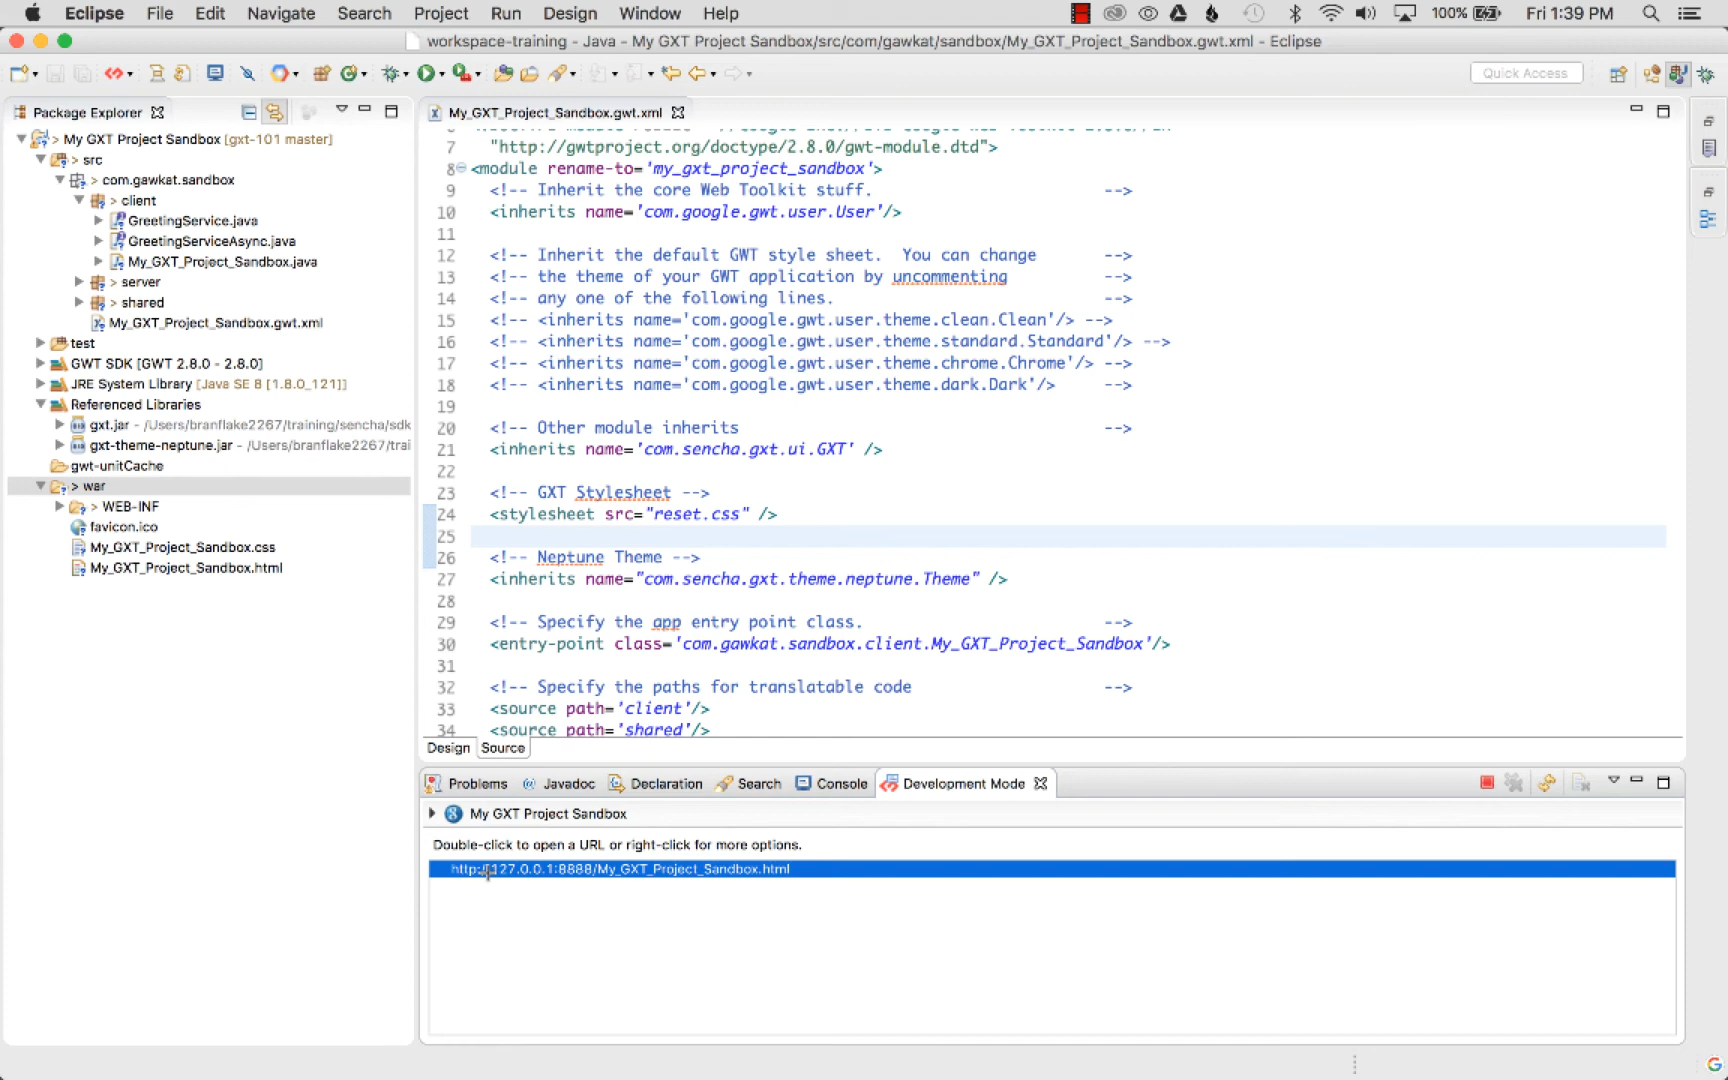 Eclipse File Edit Navigate Search Project Run Design Window Help 100% Fri 1:39 PM
workspace-training - Java - My GXT Project Sandbox/src/com/gawkat/sandbox/My_GXT_Project_Sandbox.gwt.xml - Eclipse
Quick Access
Package Explorer
> My GXT Project Sandbox [gxt-101 master]
> src
> com.gawkat.sandbox
> client
GreetingService.java
GreetingServiceAsync.java
My_GXT_Project_Sandbox.java
> server
> shared
My_GXT_Project_Sandbox.gwt.xml
test
GWT SDK [GWT 2.8.0 - 2.8.0]
JRE System Library [Java SE 8 [1.8.0_121]]
Referenced Libraries
gxt.jar - /Users/branflake2267/training/sencha/sdk
gxt-theme-neptune.jar - /Users/branflake2267/trai
gwt-unitCache
> war
> WEB-INF
favicon.ico
My_GXT_Project_Sandbox.css
My_GXT_Project_Sandbox.html
My_GXT_Project_Sandbox.gwt.xml
7 "http://gwtproject.org/doctype/2.8.0/gwt-module.dtd">
8 <module rename-to='my_gxt_project_sandbox'>
9 <!-- Inherit the core Web Toolkit stuff. -->
10 <inherits name='com.google.gwt.user.User'/>
11
12 <!-- Inherit the default GWT style sheet. You can change -->
13 <!-- the theme of your GWT application by uncommenting -->
14 <!-- any one of the following lines. -->
15 <!-- <inherits name='com.google.gwt.user.theme.clean.Clean'/> -->
16 <!-- <inherits name='com.google.gwt.user.theme.standard.Standard'/> -->
17 <!-- <inherits name='com.google.gwt.user.theme.chrome.Chrome'/> -->
18 <!-- <inherits name='com.google.gwt.user.theme.dark.Dark'/> -->
19
20 <!-- Other module inherits -->
21 <inherits name='com.sencha.gxt.ui.GXT' />
22
23 <!-- GXT Stylesheet -->
24 <stylesheet src="reset.css" />
25
26 <!-- Neptune Theme -->
27 <inherits name="com.sencha.gxt.theme.neptune.Theme" />
28
29 <!-- Specify the app entry point class. -->
30 <entry-point class='com.gawkat.sandbox.client.My_GXT_Project_Sandbox'/>
31
32 <!-- Specify the paths for translatable code -->
33 <source path='client'/>
34 <source path='shared'/>
Design Source
Problems Javadoc Declaration Search Console Development Mode
My GXT Project Sandbox
Double-click to open a URL or right-click for more options.
http://127.0.0.1:8888/My_GXT_Project_Sandbox.html